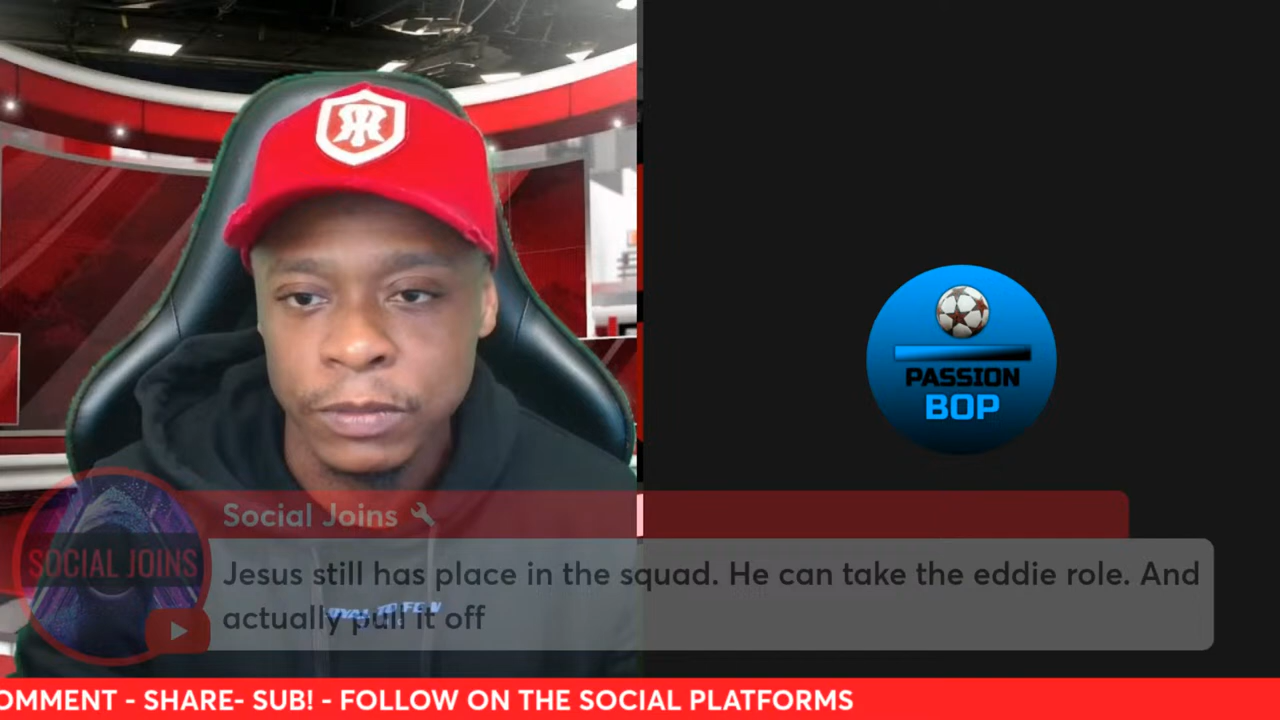 PASSION
BOP
Social Joins
SOCIAL JOINS
Jesus still has place in the squad. He can take the eddie role. And
actually pull it off
OMMENT - SHARE- SUB! - FOLLOW ON THE SOCIAL PLATFORMS